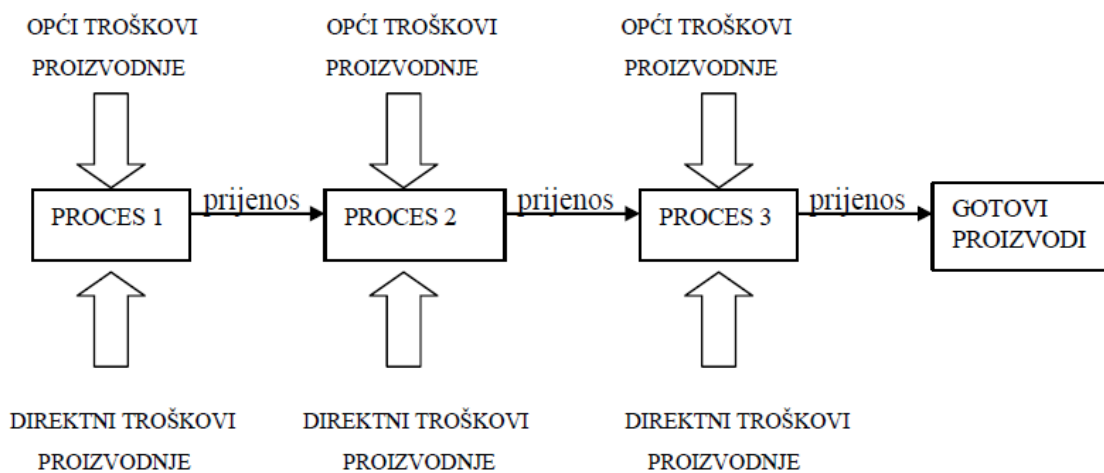 OPĆI TROŠKOVI
PROIZVODNJE
OPĆI TROŠKOVI
PROIZVODNJE
OPĆI TROŠKOVI
PROIZVODNJE
PROCES 1
prijenos
PROCES 2
prijenos
PROCES 3
prijenos
GOTOVI
PROIZVODI
DIREKTNI TROŠKOVI
PROIZVODNJE
DIREKTNI TROŠKOVI
PROIZVODNJE
DIREKTNI TROŠKOVI
PROIZVODNJE